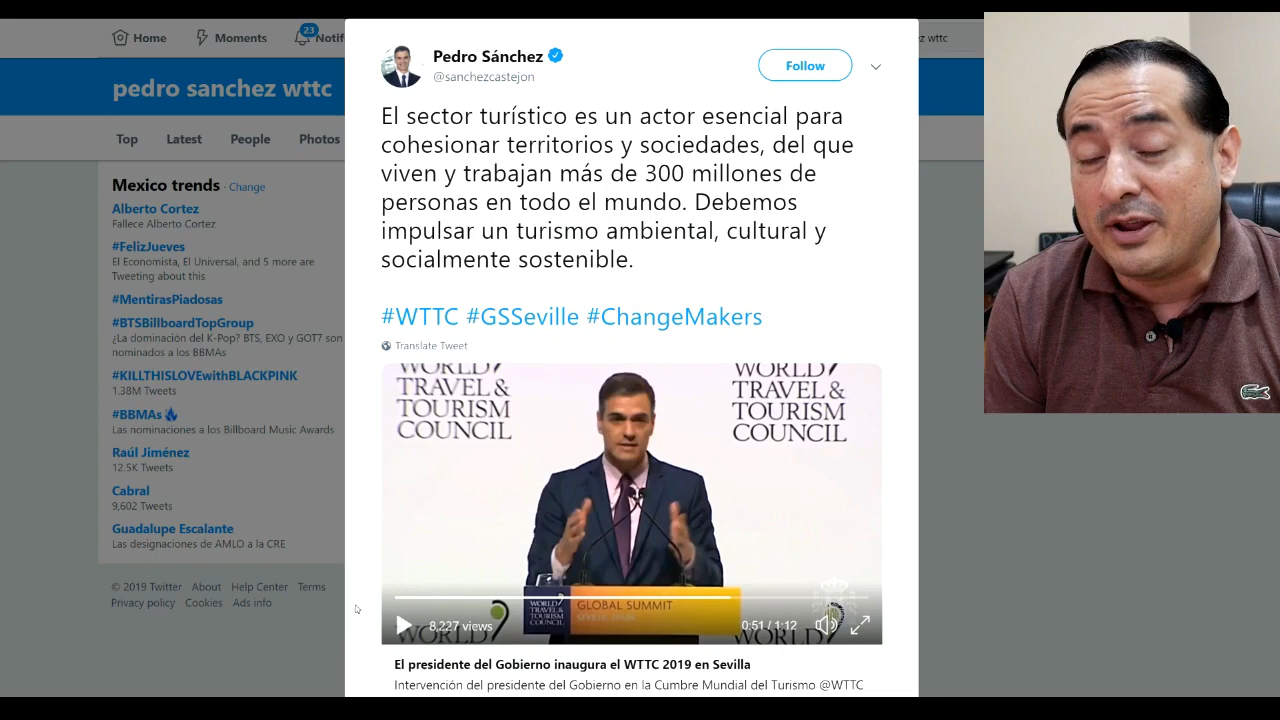 Home
Moments
23
Notif
z wttc
pedro sanchez wttc
Top
Latest
People
Photos
Mexico trends · Change
Alberto Cortez
Fallece Alberto Cortez
#FelizJueves
El Economista, El Universal, and 5 more are
Tweeting about this
#MentirasPiadosas
#BTSBillboardTopGroup
¿La dominación del K-Pop? BTS, EXO y GOT7 son
nominados a los BBMAs
#KILLTHISLOVEwithBLACKPINK
1.38M Tweets
#BBMAs
Las nominaciones a los Billboard Music Awards
Raúl Jiménez
12.5K Tweets
Cabral
9,602 Tweets
Guadalupe Escalante
Las designaciones de AMLO a la CRE
© 2019 Twitter About Help Center Terms
Privacy policy Cookies Ads info
Pedro Sánchez
@sanchezcastejon
Follow
El sector turístico es un actor esencial para
cohesionar territorios y sociedades, del que
viven y trabajan más de 300 millones de
personas en todo el mundo. Debemos
impulsar un turismo ambiental, cultural y
socialmente sostenible.
#WTTC #GSSeville #ChangeMakers
Translate Tweet
WORLD
TRAVEL &
TOURISM
COUNCIL
WORLD
TRAVEL &
TOURISM
COUNCIL
WORLD
TRAVEL &
TOURISM
COUNCIL
GLOBAL SUMMIT
SEVILLE, SPAIN
WORLD
WORLD
8,227 views
0:51 / 1:12
El presidente del Gobierno inaugura el WTTC 2019 en Sevilla
Intervención del presidente del Gobierno en la Cumbre Mundial del Turismo @WTTC